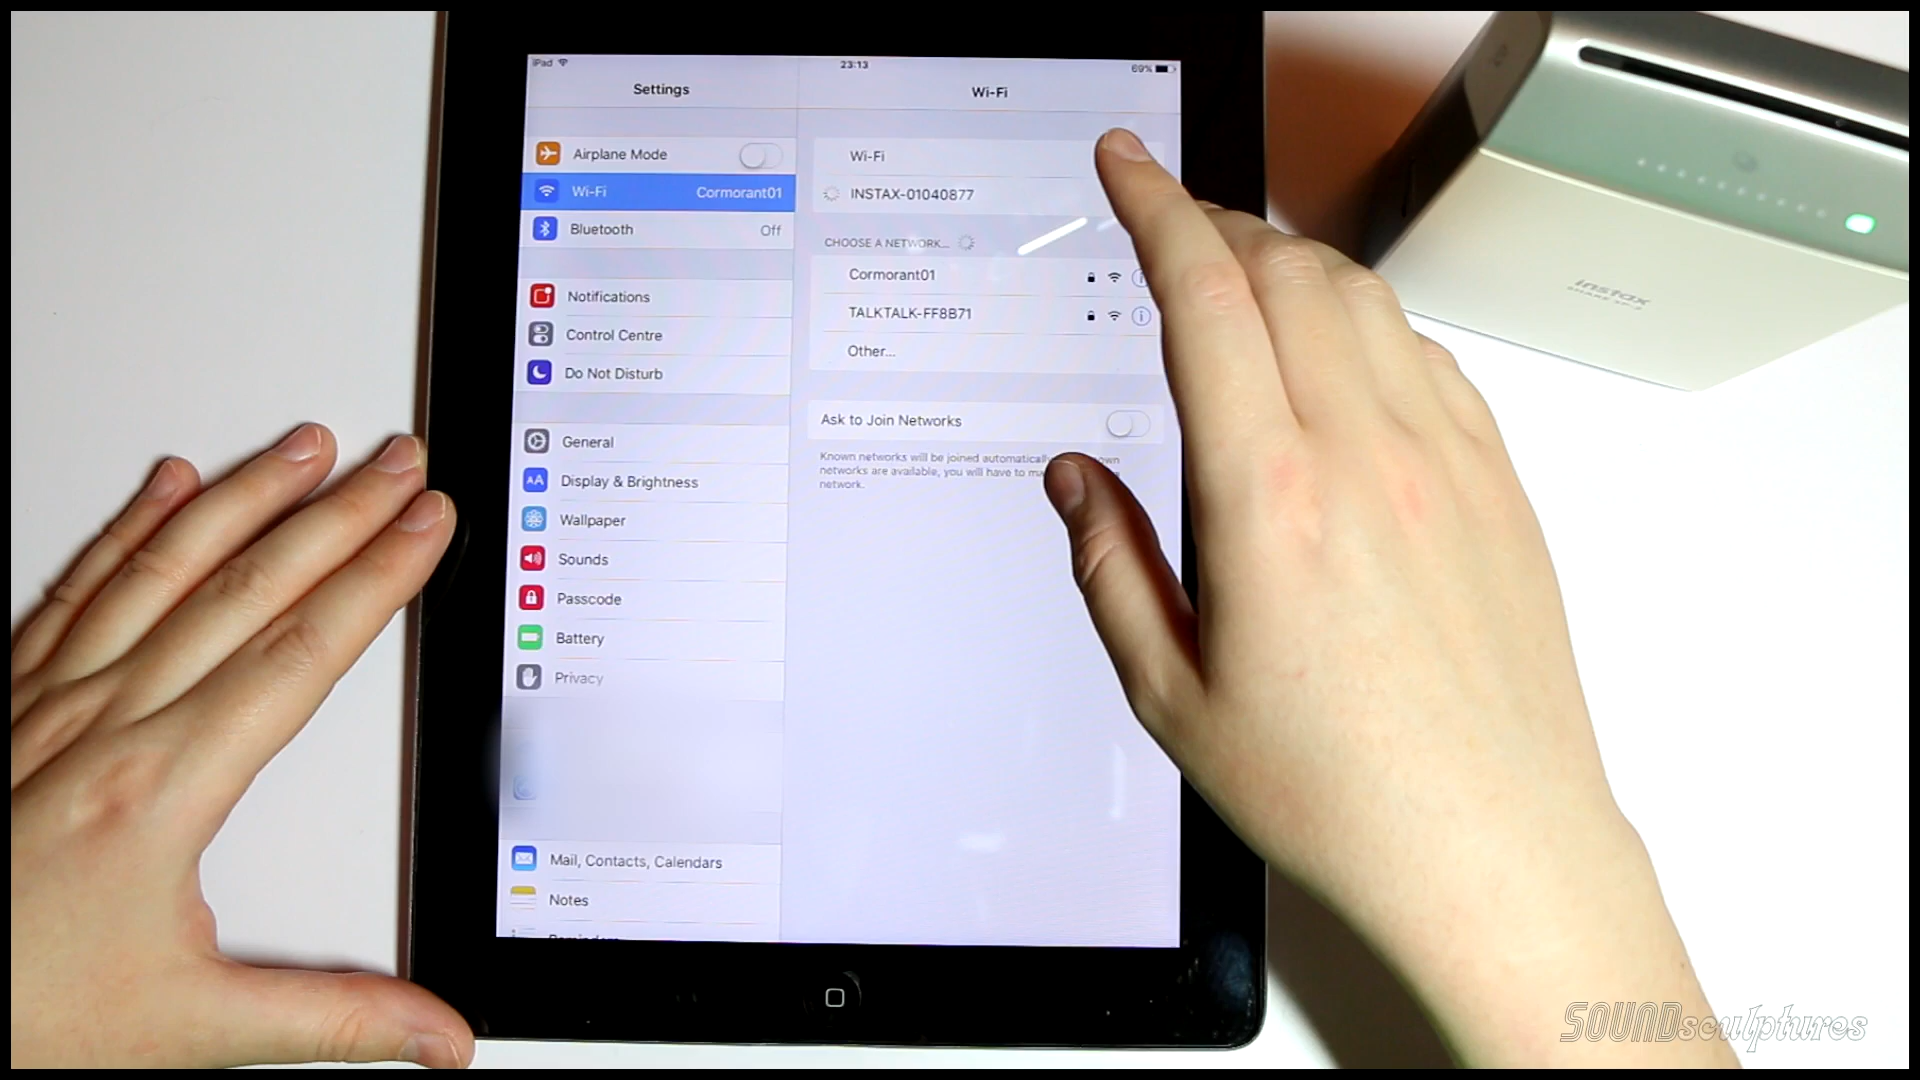 iPad 23:13 69%
Settings
Wi-Fi
Airplane Mode
Wi-Fi Cormorant01
Bluetooth Off
Notifications
Control Centre
Do Not Disturb
General
Display & Brightness
AA
Wallpaper
Sounds
Passcode
Battery
Privacy
Mail, Contacts, Calendars
Notes
Reminders
Wi-Fi
INSTAX-01040877
CHOOSE A NETWORK...
Cormorant01
TALKTALK-FF8B71
Other...
Ask to Join Networks
Known networks will be joined automatically
networks are available, you will have to
network.
instax
SOUNDsculptures